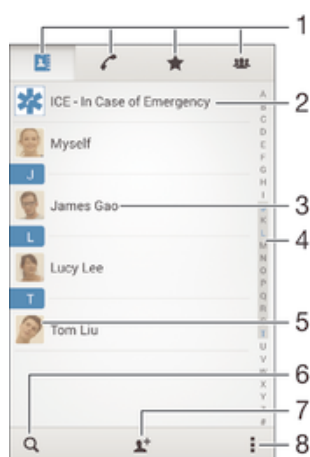 1
ICE - In Case of Emergency
2
Myself
J
James Gao
3
L
4
Lucy Lee
T
5
Tom Liu
6
7
8
A
B
C
D
E
F
G
H
I
J
K
L
M
N
O
P
Q
R
S
T
U
V
W
X
Y
Z
#